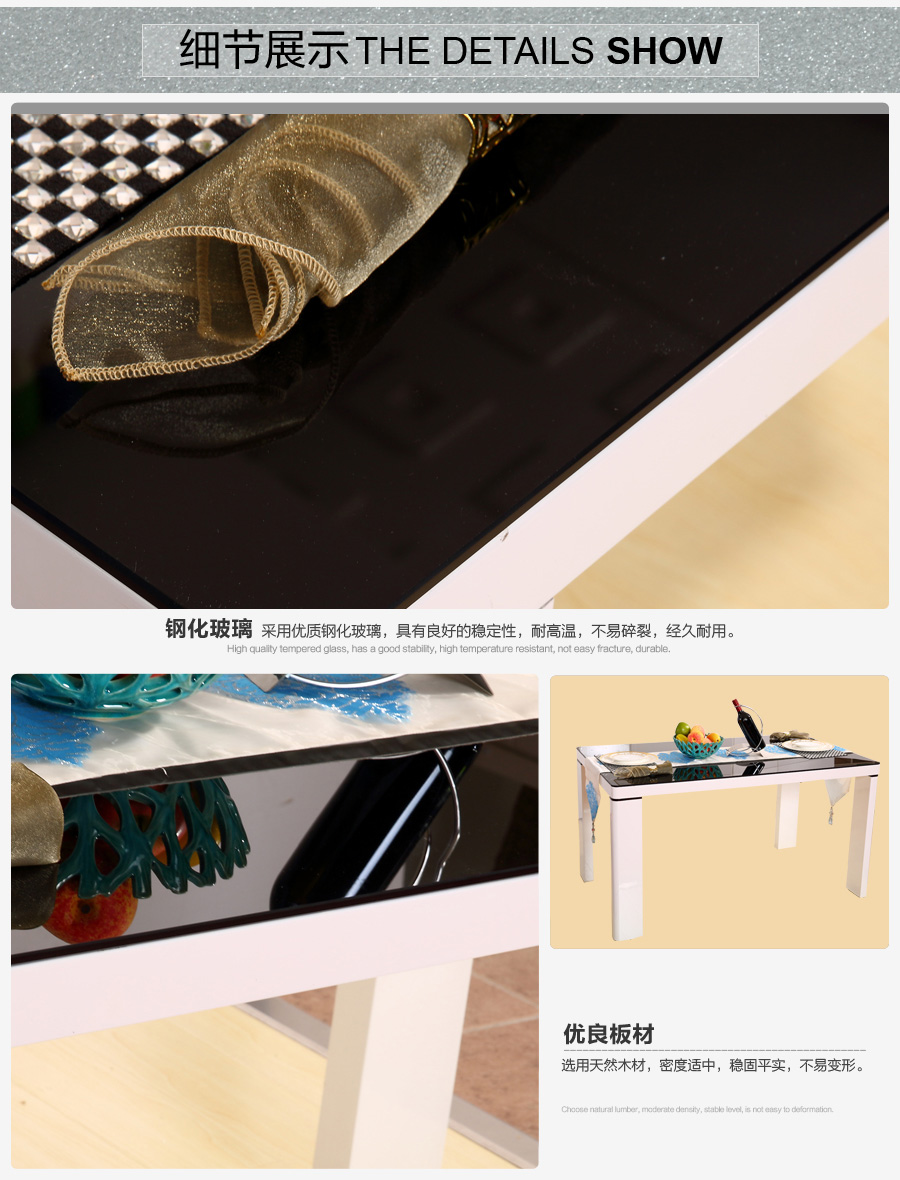 细节展示 THE DETAILS SHOW
钢化玻璃 采用优质钢化玻璃，具有良好的稳定性，耐高温，不易碎裂，经久耐用。
High quality tempered glass, has a good stability, high temperature resistant, not easy fracture, durable.
优良板材
选用天然木材，密度适中，稳固平实，不易变形。
Choose natural lumber, moderate density, stable level, is not easy to deformation.